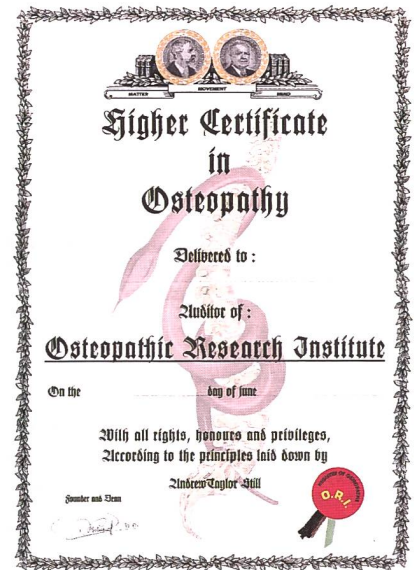 MATTER MOVEMENT MIND
Higher Certificate
in
Osteopathy
Delivered to :
Auditor of :
Osteopathic Research Institute
On the day of june
With all rights, honoures and privileges,
According to the principles laid down by
Andrew Taylor Still
Founder and Dean
O.R.I.